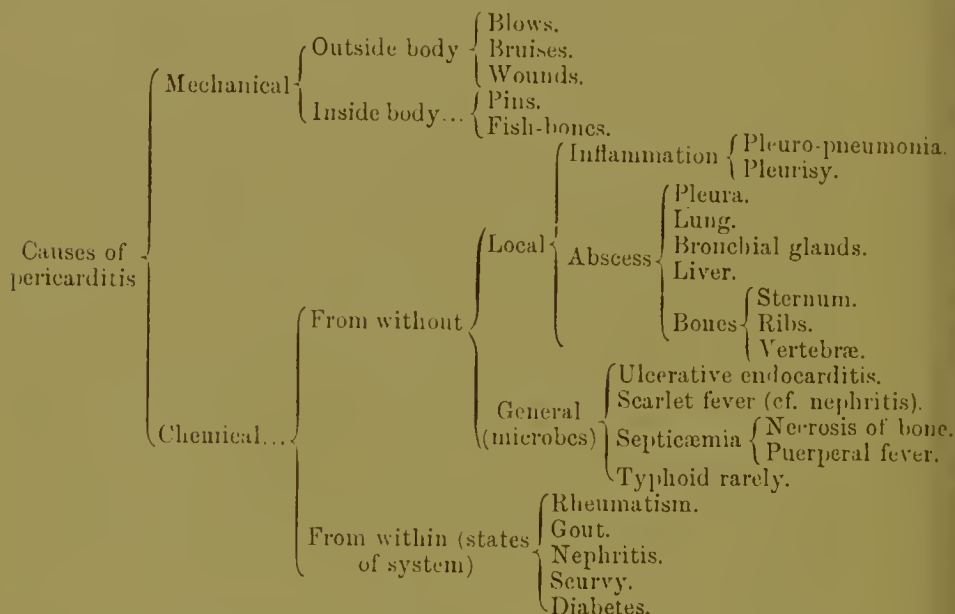 Causes of
pericarditis
Mechanical
Outside body
Blows.
Bruises.
Wounds.
Inside body...
Pins.
Fish-bones.
Chemical...
From without
Local
Inflammation
Pleuro-pneumonia.
Pleurisy.
Abscess
Pleura.
Lung.
Bronchial glands.
Liver.
Bones
Sternum.
Ribs.
Vertebræ.
General
(microbes)
Ulcerative endocarditis.
Scarlet fever (cf. nephritis).
Septicæmia
Necrosis of bone.
Puerperal fever.
Typhoid rarely.
From within (states
of system)
Rheumatism.
Gout.
Nephritis.
Scurvy.
Diabetes.